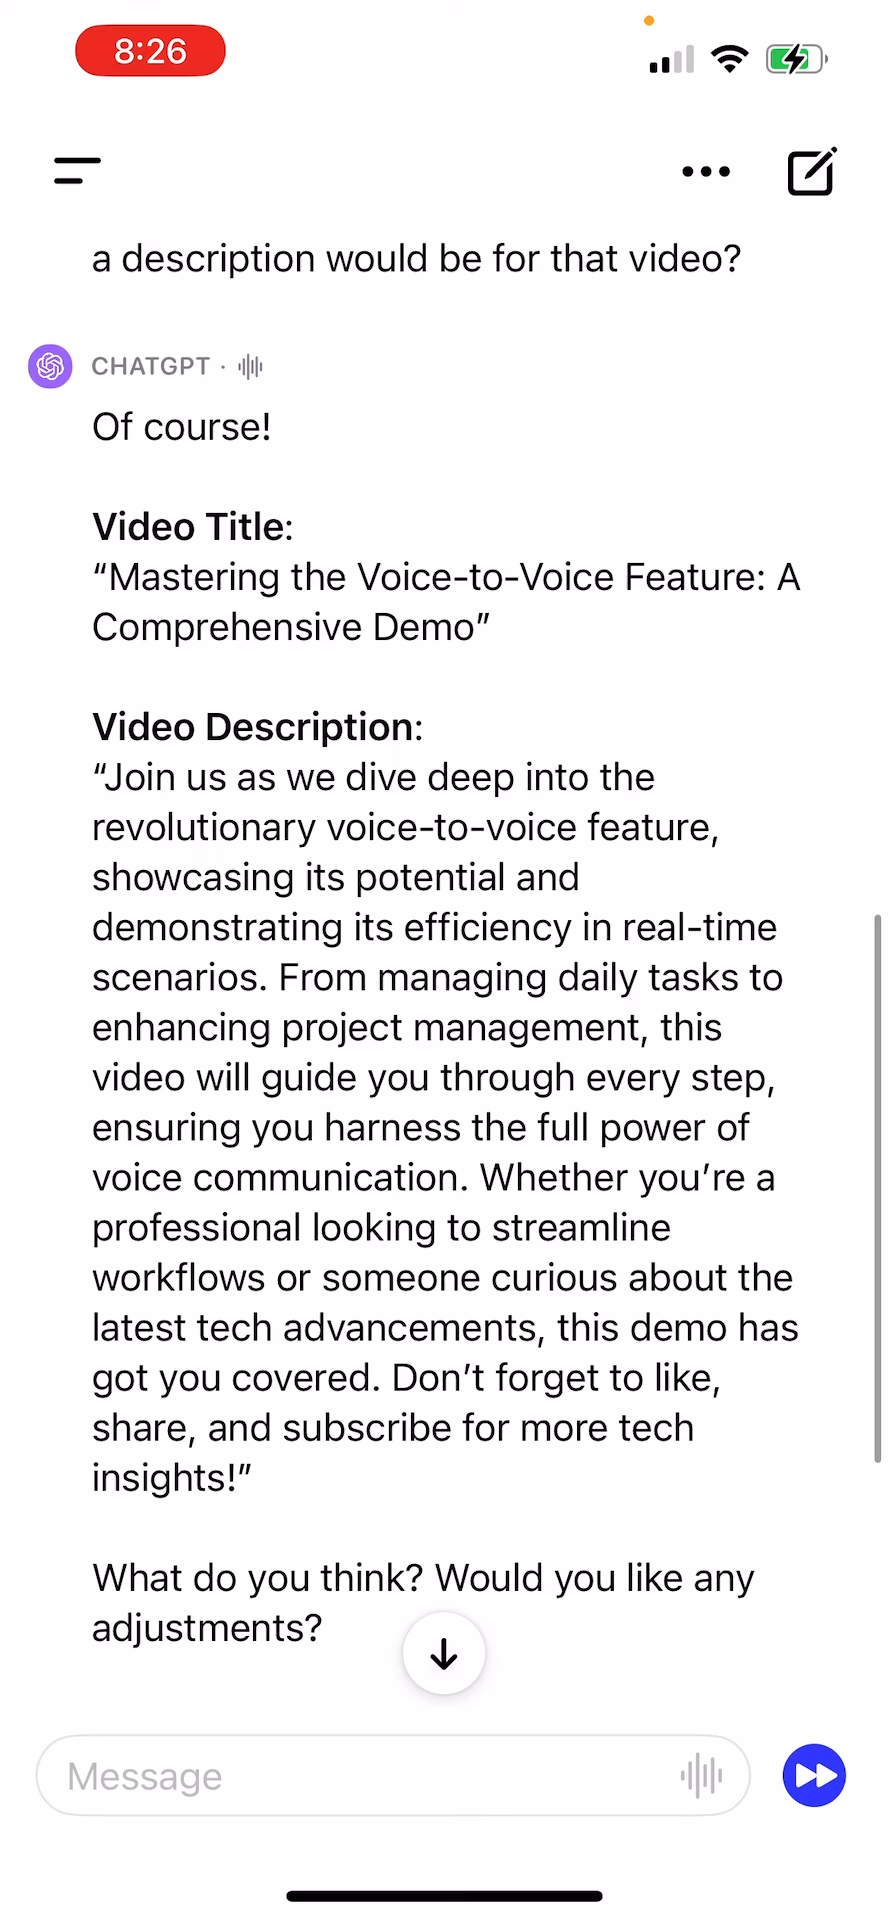 8:26
a description would be for that video?
CHATGPT ·
Of course!
Video Title:
“Mastering the Voice-to-Voice Feature: A
Comprehensive Demo”
Video Description:
“Join us as we dive deep into the
revolutionary voice-to-voice feature,
showcasing its potential and
demonstrating its efficiency in real-time
scenarios. From managing daily tasks to
enhancing project management, this
video will guide you through every step,
ensuring you harness the full power of
voice communication. Whether you’re a
professional looking to streamline
workflows or someone curious about the
latest tech advancements, this demo has
got you covered. Don’t forget to like,
share, and subscribe for more tech
insights!”
What do you think? Would you like any
adjustments?
Message